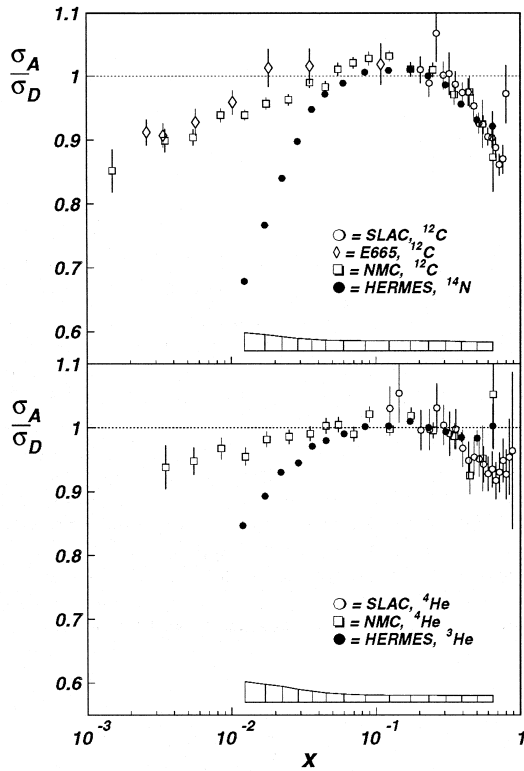 1.1
σA
σD
1
0.9
0.8
0.7
0.6
○ = SLAC, ¹²C
◇ = E665, ¹²C
□ = NMC, ¹²C
● = HERMES, ¹⁴N
1.1
σA
σD
1
0.9
0.8
0.7
0.6
○ = SLAC, ⁴He
□ = NMC, ⁴He
● = HERMES, ³He
10⁻³ 10⁻² 10⁻¹ 1
X